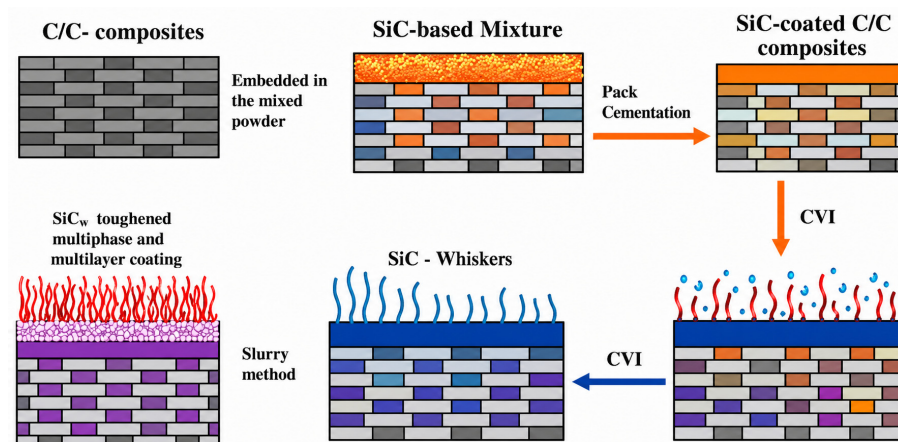 C/C- composites
Embedded in
the mixed
powder
SiC-based Mixture
Pack
Cementation
SiC-coated C/C
composites
CVI
SiCw toughened
multiphase and
multilayer coating
Slurry
method
SiC - Whiskers
CVI